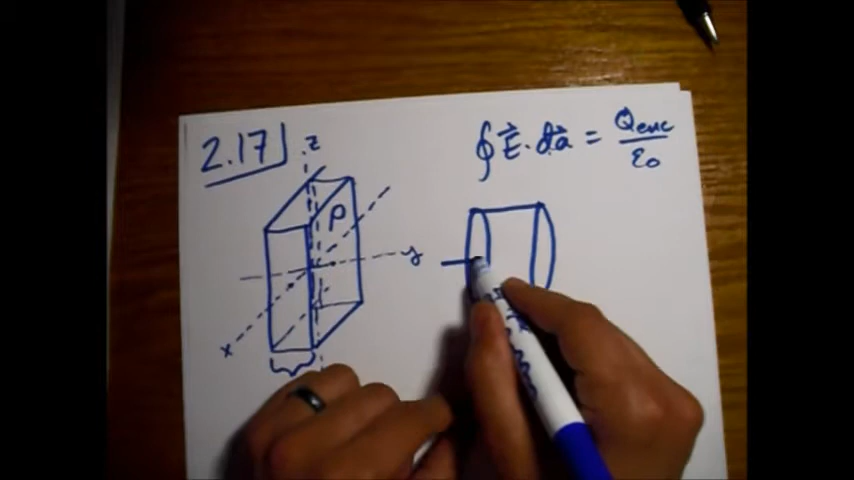 2.17
z
ρ
y
x
∮ E⃗ · da⃗ = Qenc / ε₀